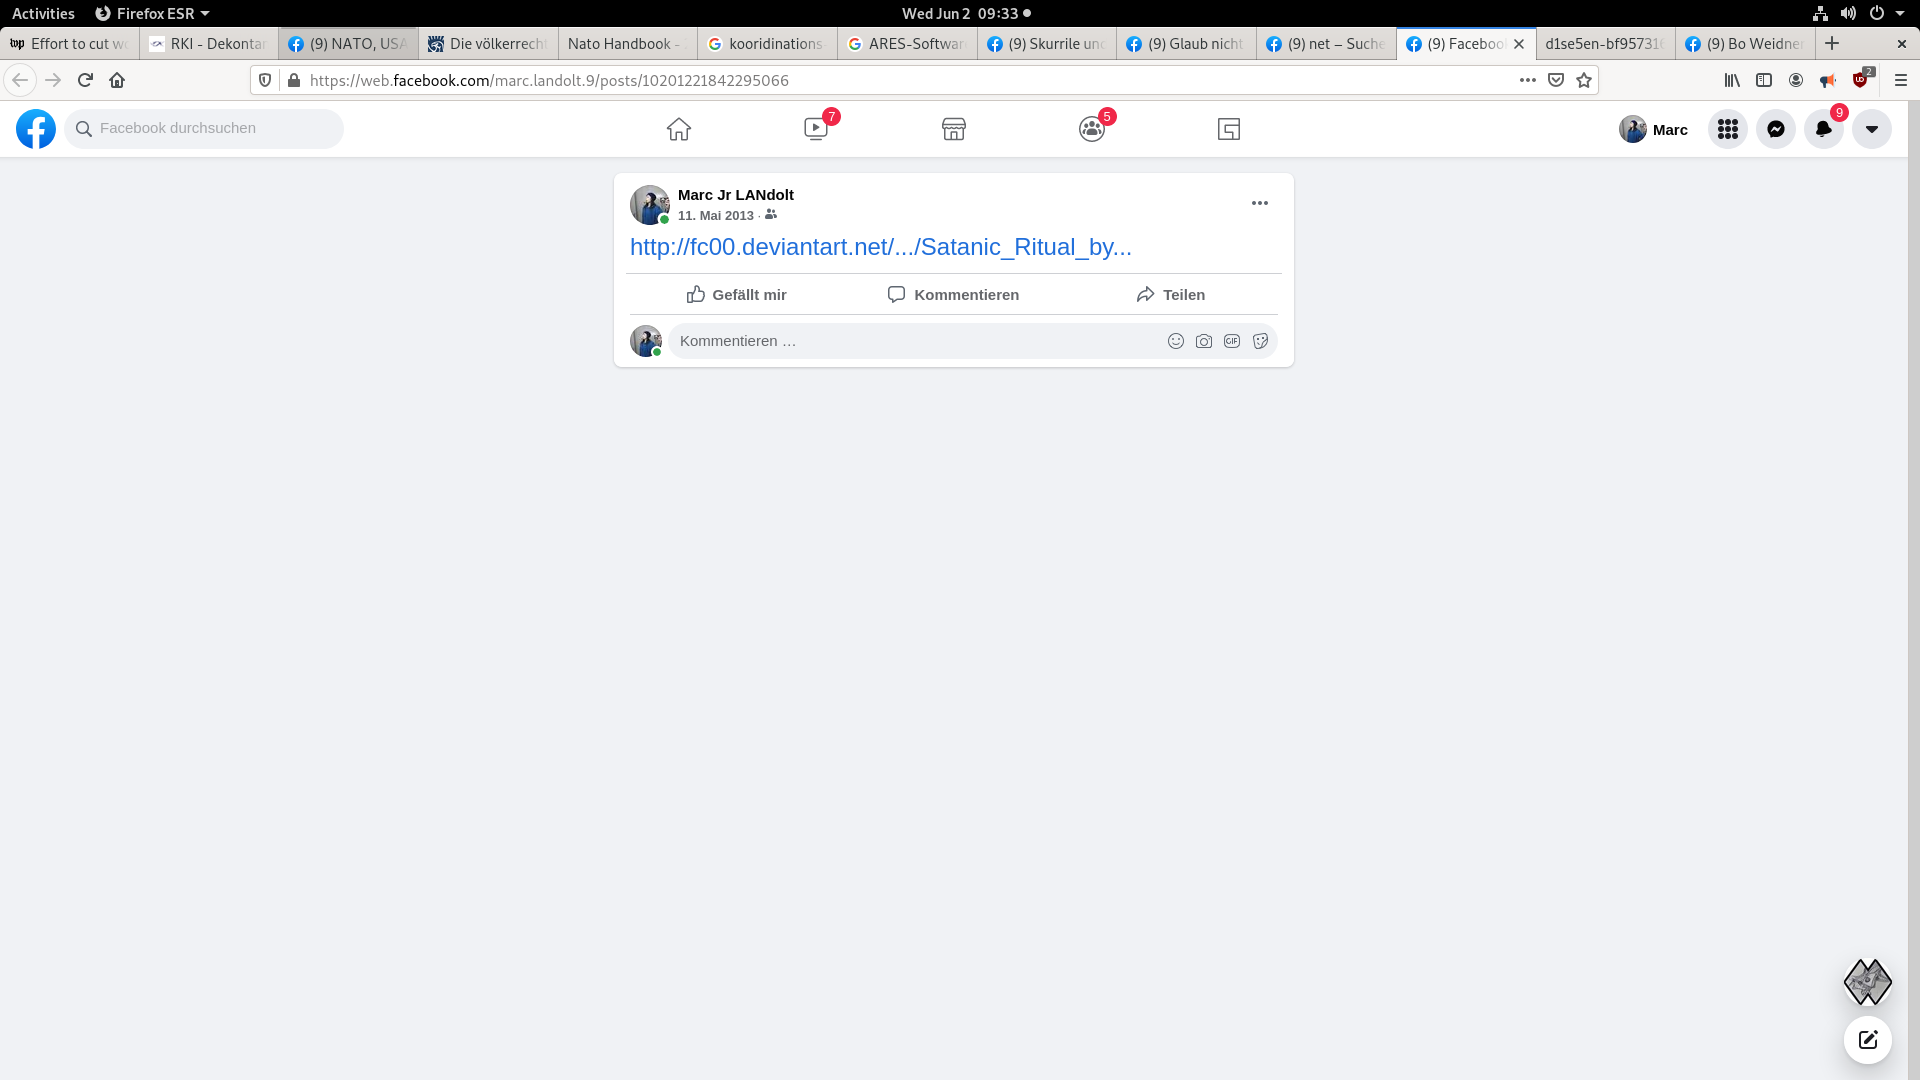 Activities Firefox ESR Wed Jun 2 09:33
Effort to cut w RKI - Dekontar (9) NATO, USA Die völkerrecht Nato Handbook - kooridinations ARES-Softwar (9) Skurrile und (9) Glaub nicht (9) net – Suche (9) Faceboo d1se5en-bf95731 (9) Bo Weidner
https://web.facebook.com/marc.landolt.9/posts/10201221842295066 2
Facebook durchsuchen 7 5 Marc 9
Marc Jr LANdolt
11. Mai 2013 ·
http://fc00.deviantart.net/.../Satanic_Ritual_by...
Gefällt mir Kommentieren Teilen
Kommentieren … GIF